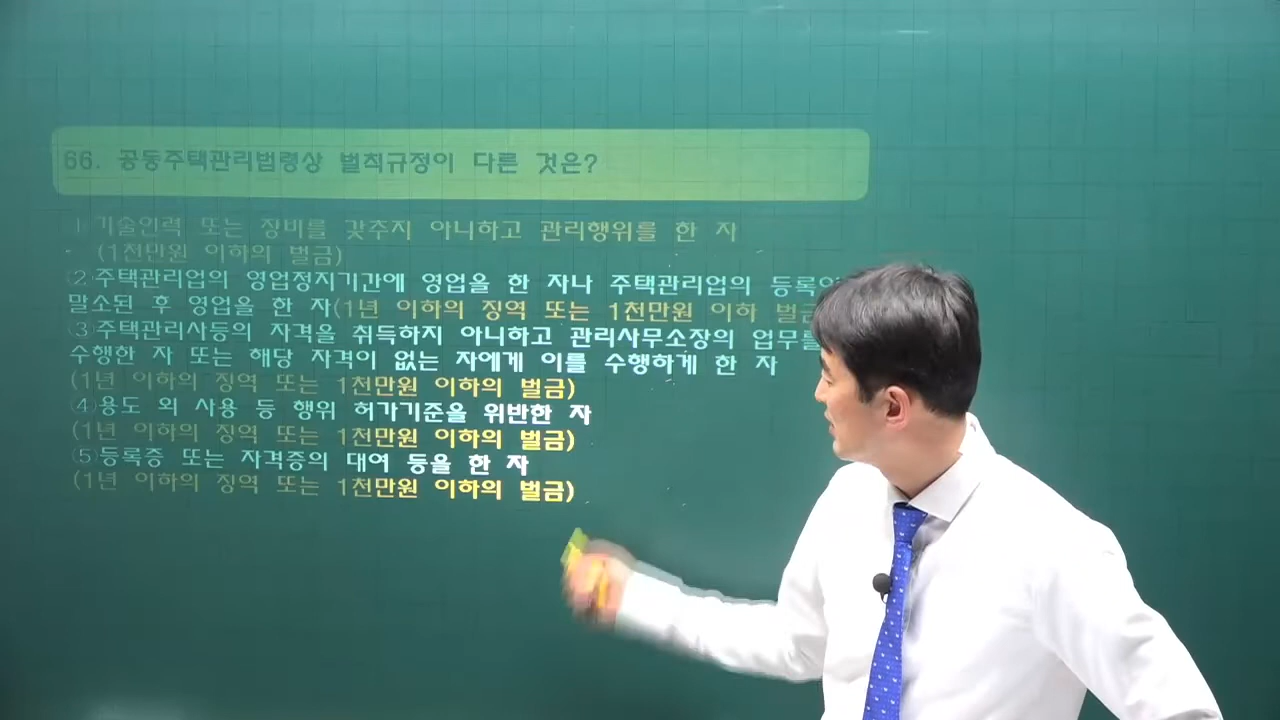 66. 공동주택관리법령상 벌칙규정이 다른 것은?
1)기술인력 또는 장비를 갖추지 아니하고 관리행위를 한 자
(1천만원 이하의 벌금)
(2)주택관리업의 영업정지기간에 영업을 한 자나 주택관리업의
말소된 후 영업을 한 자(1년 이하의 징역 또는 1천만원 이하
(3)주택관리사등의 자격을 취득하지 아니하고 관리사무소장의 업무를
수행한 자 또는 해당 자격이 없는 자에게 이를 수행하게 한 자
(1년 이하의 징역 또는 1천만원 이하의 벌금)
(4)용도 외 사용 등 행위 허가기준을 위반한 자
(1년 이하의 징역 또는 1천만원 이하의 벌금)
(5)등록증 또는 자격증의 대여 등을 한 자
(1년 이하의 징역 또는 1천만원 이하의 벌금)